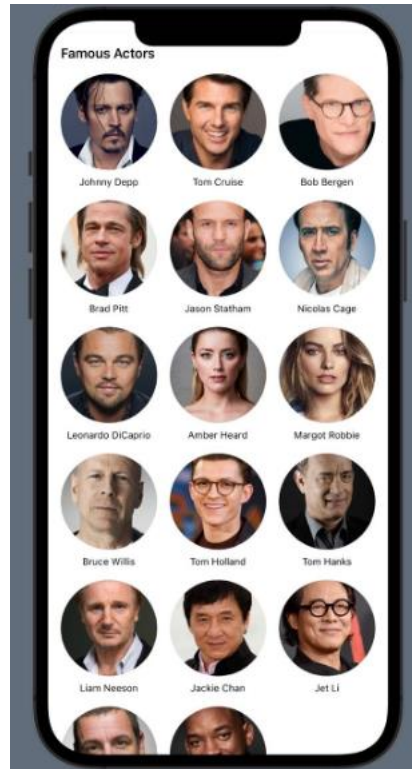 Famous Actors
Johnny Depp Tom Cruise Bob Bergen
Brad Pitt Jason Statham Nicolas Cage
Leonardo DiCaprio Amber Heard Margot Robbie
Bruce Willis Tom Holland Tom Hanks
Liam Neeson Jackie Chan Jet Li